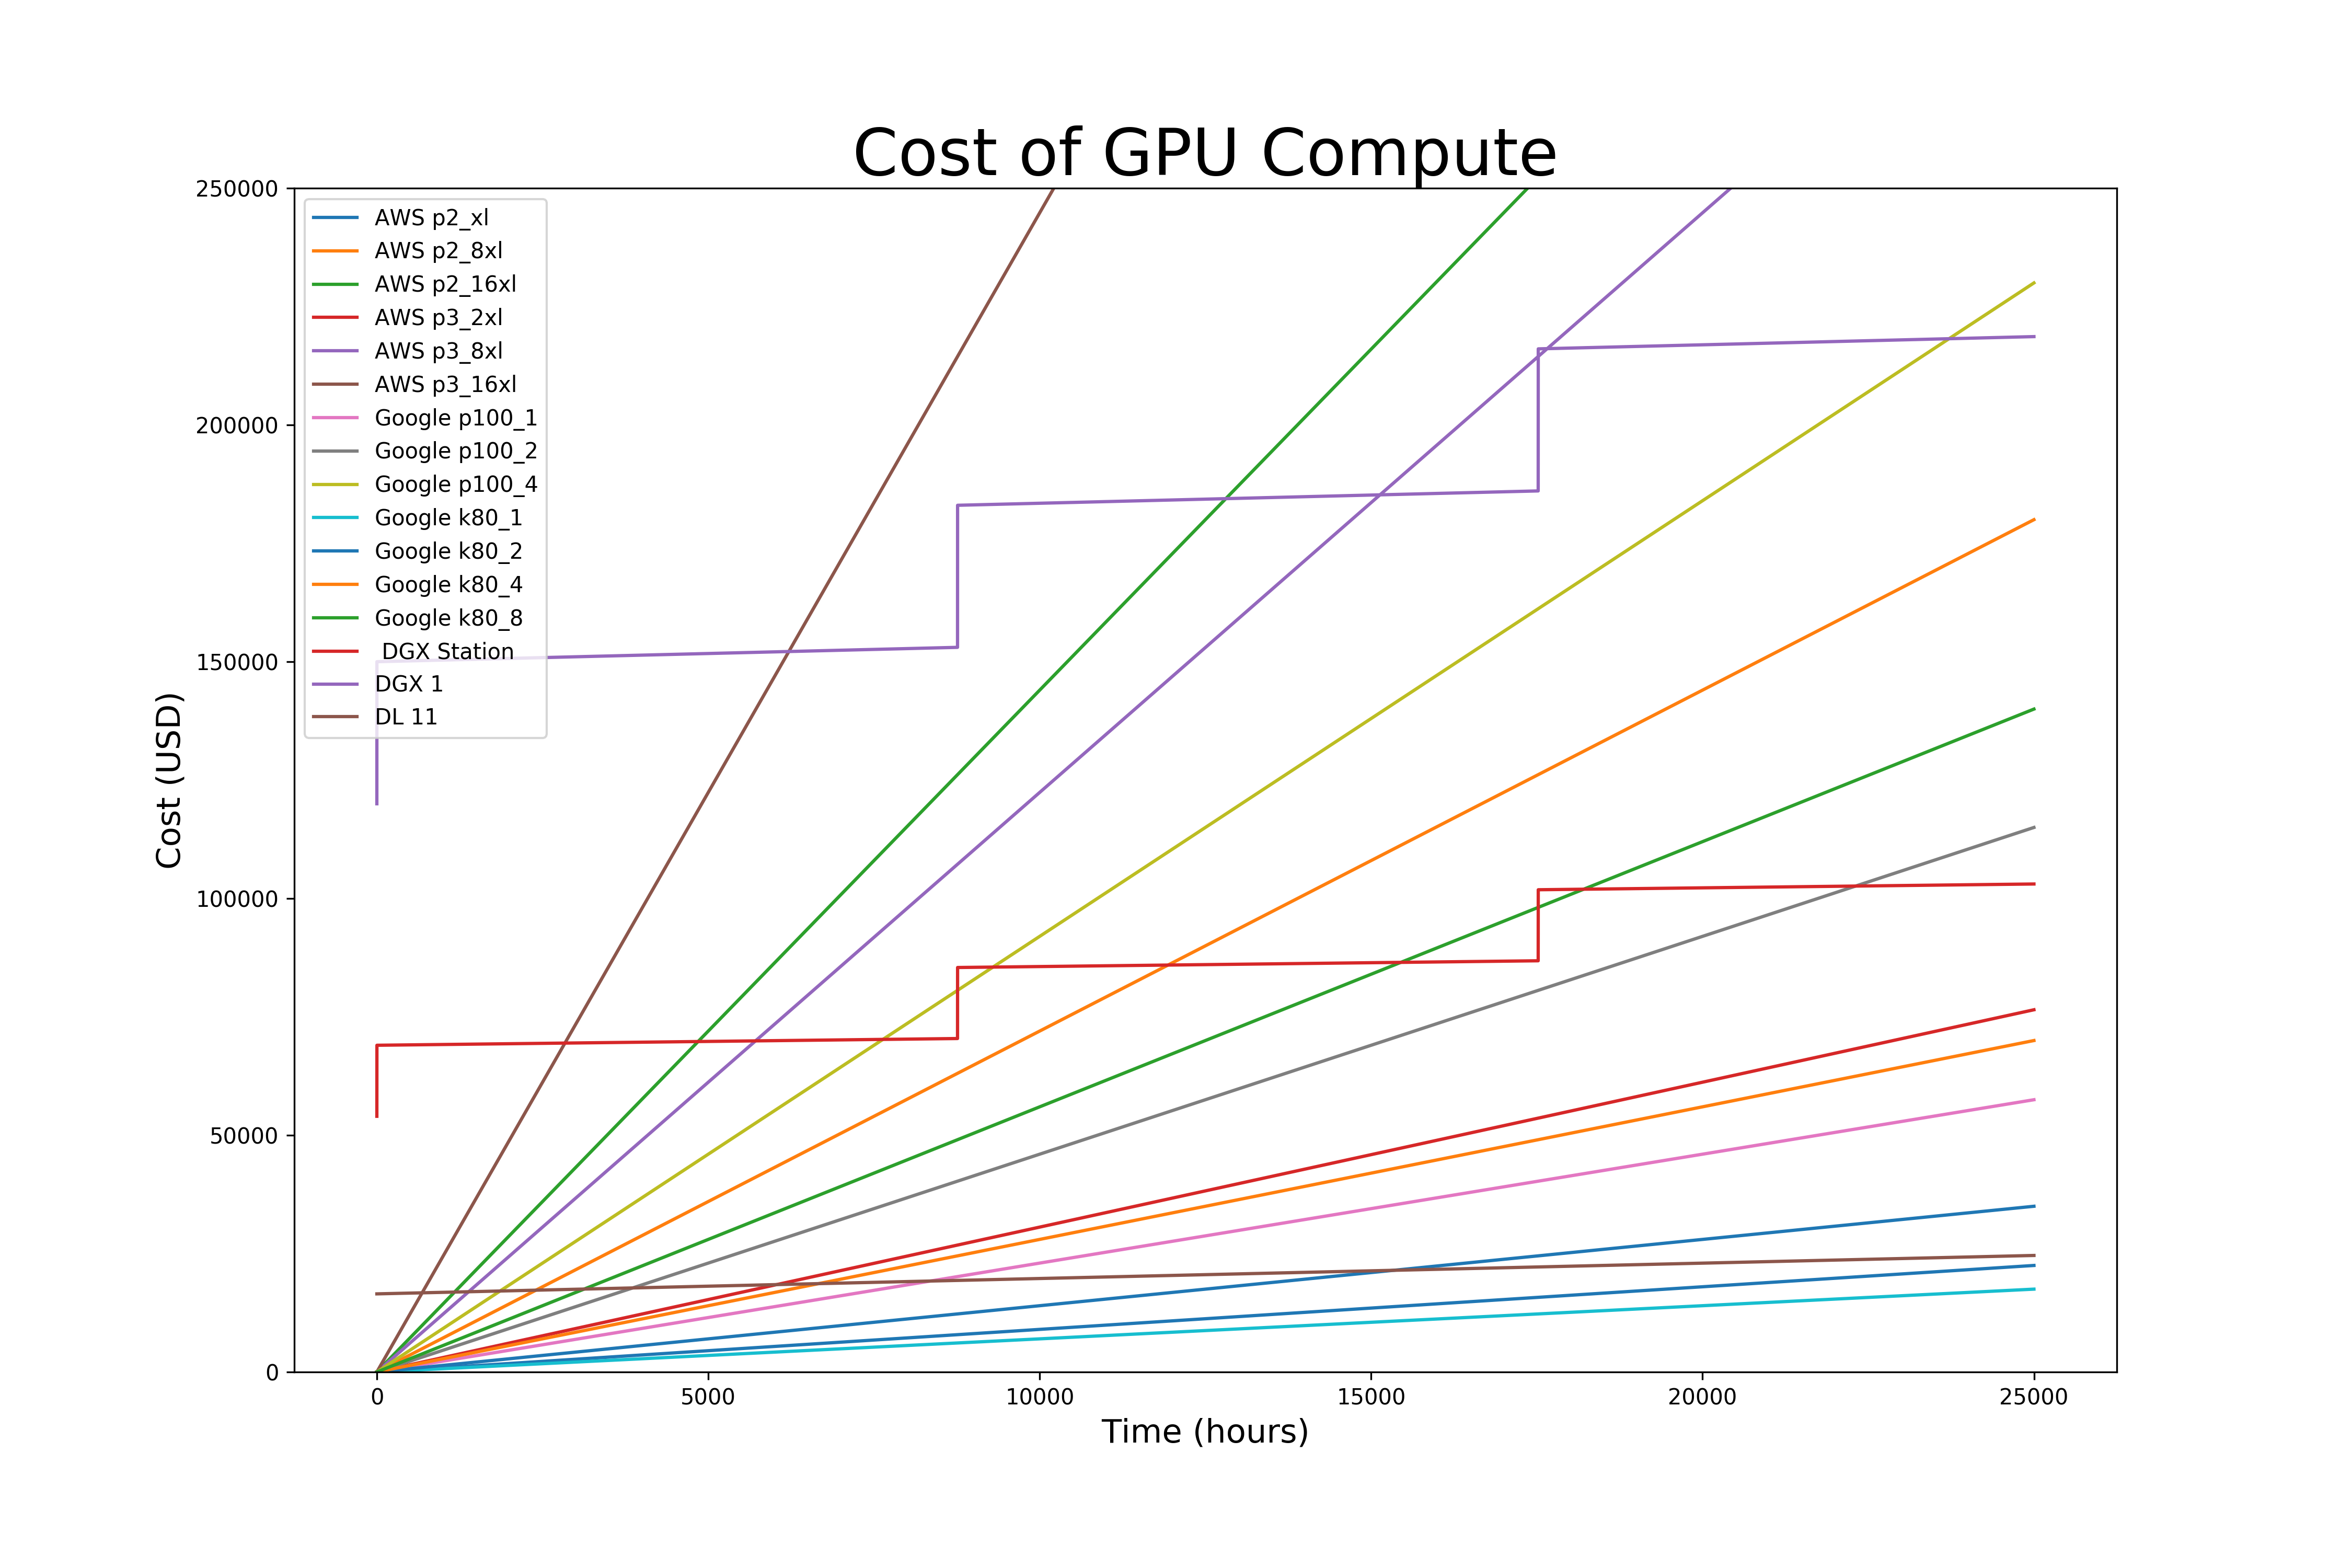 Cost of GPU Compute
250000
200000
150000
100000
50000
0
Cost (USD)
AWS p2_xl
AWS p2_8xl
AWS p2_16xl
AWS p3_2xl
AWS p3_8xl
AWS p3_16xl
Google p100_1
Google p100_2
Google p100_4
Google k80_1
Google k80_2
Google k80_4
Google k80_8
DGX Station
DGX 1
DL 11
0 5000 10000 15000 20000 25000
Time (hours)